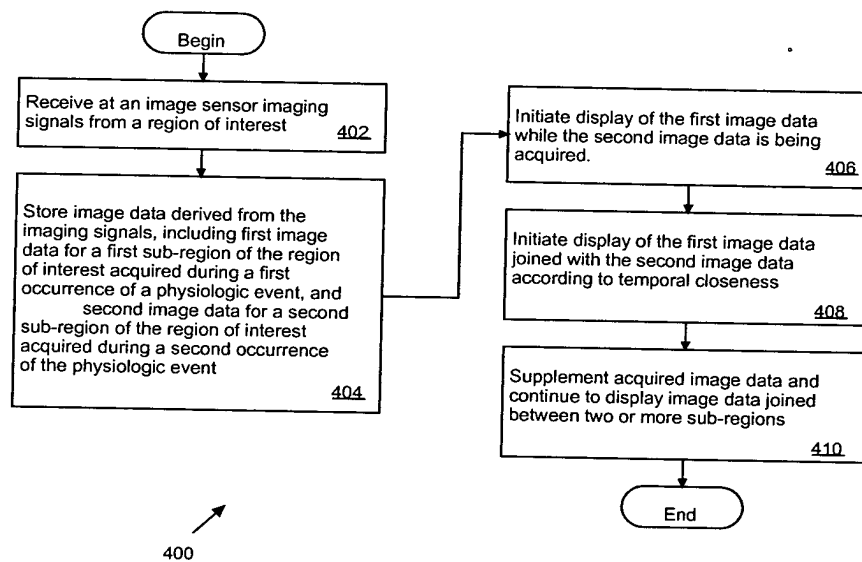 Begin
Receive at an image sensor imaging
signals from a region of interest
402
Store image data derived from the
imaging signals, including first image
data for a first sub-region of the region
of interest acquired during a first
occurrence of a physiologic event, and
second image data for a second
sub-region of the region of interest
acquired during a second occurrence
of the physiologic event
404
Initiate display of the first image data
while the second image data is being
acquired.
406
Initiate display of the first image data
joined with the second image data
according to temporal closeness
408
Supplement acquired image data and
continue to display image data joined
between two or more sub-regions
410
End
400